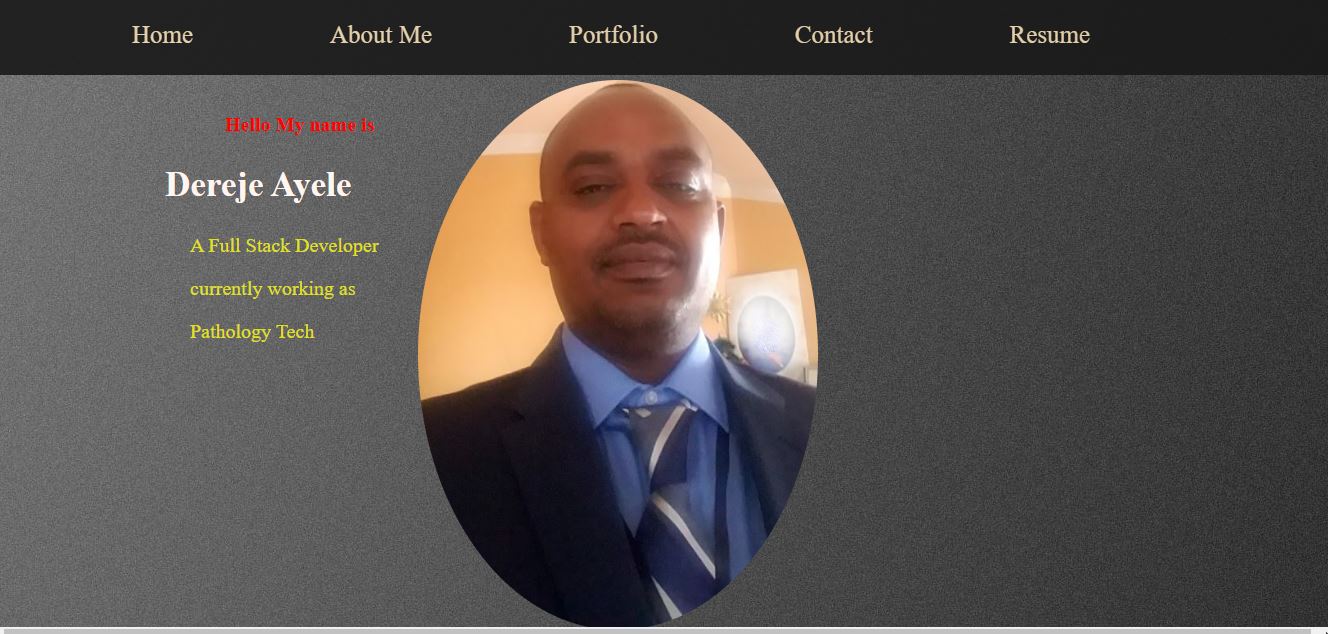 Home About Me Portfolio Contact Resume
Hello My name is
Dereje Ayele
A Full Stack Developer
currently working as
Pathology Tech